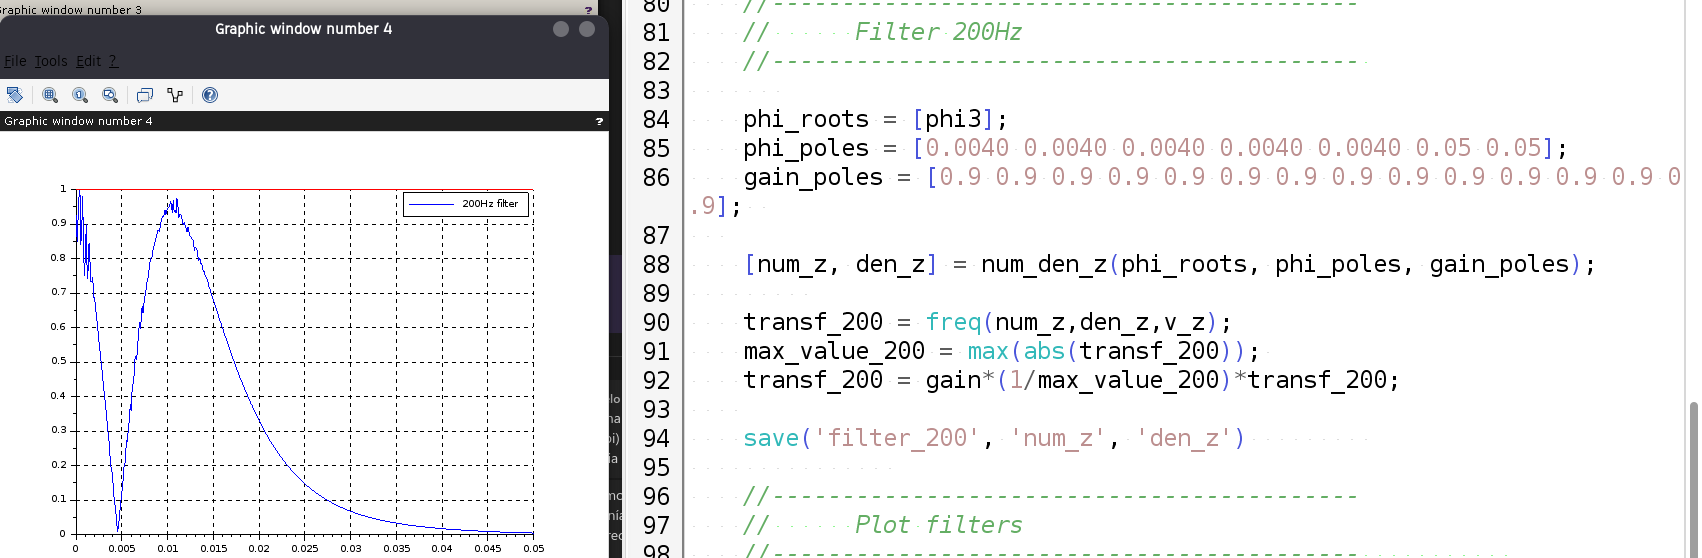 Graphic window number 3 ?
Graphic window number 4
File Tools Edit ?
Graphic window number 4 ?
1
0.9
0.8
0.7
0.6
0.5
0.4
0.3
0.2
0.1
0
200Hz filter
0 0.005 0.01 0.015 0.02 0.025 0.03 0.035 0.04 0.045 0.05
80 //------------------------------------------
81 // Filter 200Hz
82 //------------------------------------------
83
84 phi_roots = [phi3];
85 phi_poles = [0.0040 0.0040 0.0040 0.0040 0.0040 0.05 0.05];
86 gain_poles = [0.9 0.9 0.9 0.9 0.9 0.9 0.9 0.9 0.9 0.9 0.9 0.9 0.9 0
.9];
87
88 [num_z, den_z] = num_den_z(phi_roots, phi_poles, gain_poles);
89
90 transf_200 = freq(num_z,den_z,v_z);
91 max_value_200 = max(abs(transf_200));
92 transf_200 = gain*(1/max_value_200)*transf_200;
93
94 save('filter_200', 'num_z', 'den_z')
95
96 //------------------------------------------
97 // Plot filters
98 //------------------------------------------